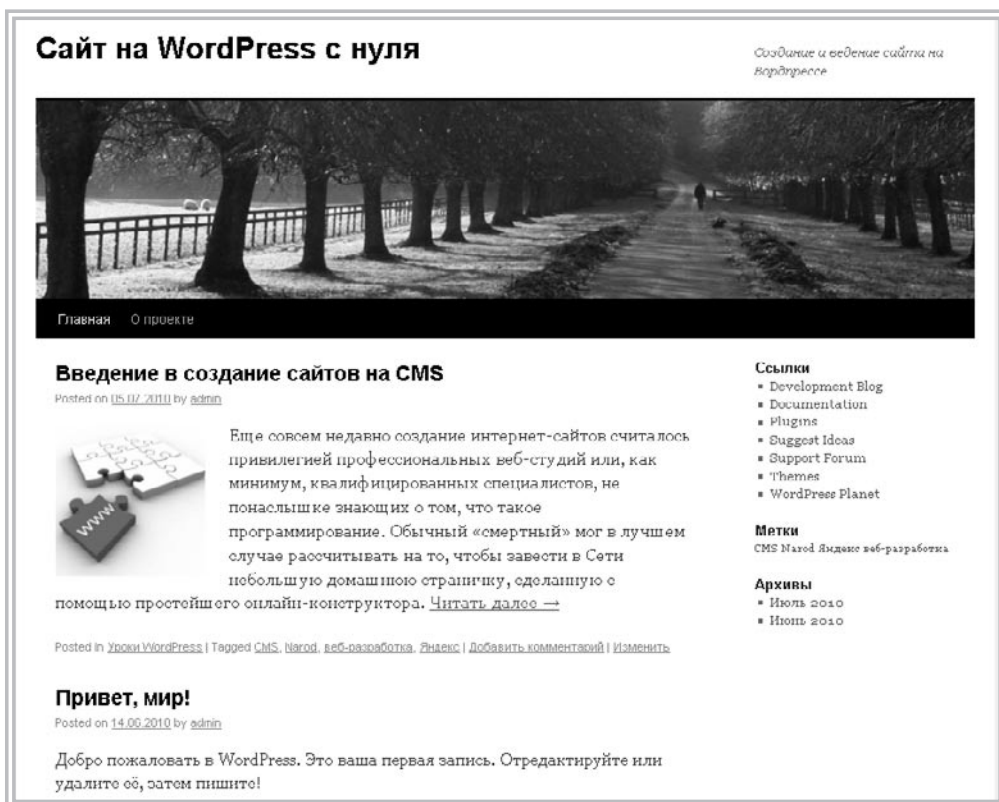 Сайт на WordPress с нуля
Создание и ведение сайта на
Вордпрессе
Главная О проекте
Введение в создание сайтов на CMS
Posted on 05.07.2010 by admin
www
Еще совсем недавно создание интернет-сайтов считалось
привилегией профессиональных веб-студий или, как
минимум, квалифицированных специалистов, не
понаслышке знающих о том, что такое
программирование. Обычный «смертный» мог в лучшем
случае рассчитывать на то, чтобы завести в Сети
небольшую домашнюю страничку, сделанную с
помощью простейшего онлайн-конструктора. Читать далее →
Posted in Уроки WordPress | Tagged CMS, Narod, веб-разработка, Яндекс | Добавить комментарий | Изменить
Привет, мир!
Posted on 14.06.2010 by admin
Добро пожаловать в WordPress. Это ваша первая запись. Отредактируйте или
удалите её, затем пишите!
Ссылки
▪ Development Blog
▪ Documentation
▪ Plugins
▪ Suggest Ideas
▪ Support Forum
▪ Themes
▪ WordPress Planet
Метки
CMS Narod Яндекс веб-разработка
Архивы
▪ Июль 2010
▪ Июнь 2010